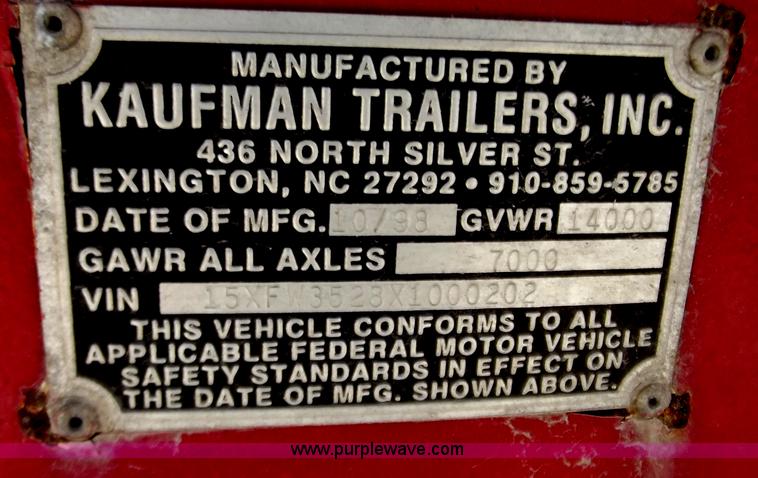 MANUFACTURED BY
KAUFMAN TRAILERS, INC.
436 NORTH SILVER ST.
LEXINGTON, NC 27292 • 910-859-5785
DATE OF MFG. 10/98 GVWR 14000
GAWR ALL AXLES 7000
VIN 15XFW3528X1000202
THIS VEHICLE CONFORMS TO ALL
APPLICABLE FEDERAL MOTOR VEHICLE
SAFETY STANDARDS IN EFFECT ON
THE DATE OF MFG. SHOWN ABOVE.
www.purplewave.com